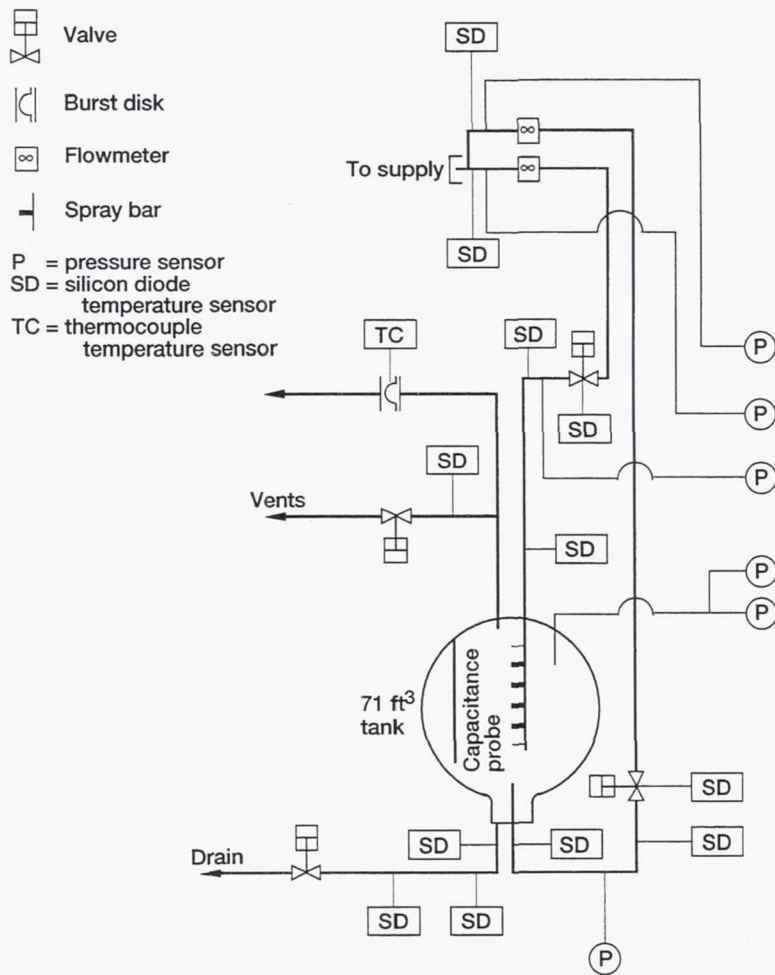 Valve
Burst disk
∞ Flowmeter
Spray bar
P = pressure sensor
SD = silicon diode
temperature sensor
TC = thermocouple
temperature sensor
SD
∞
To supply
∞
SD
TC
SD
P
SD
P
SD
P
Vents
SD
P
P
71 ft³
tank
Capacitance
probe
SD
SD
SD
SD
Drain
SD
SD
P